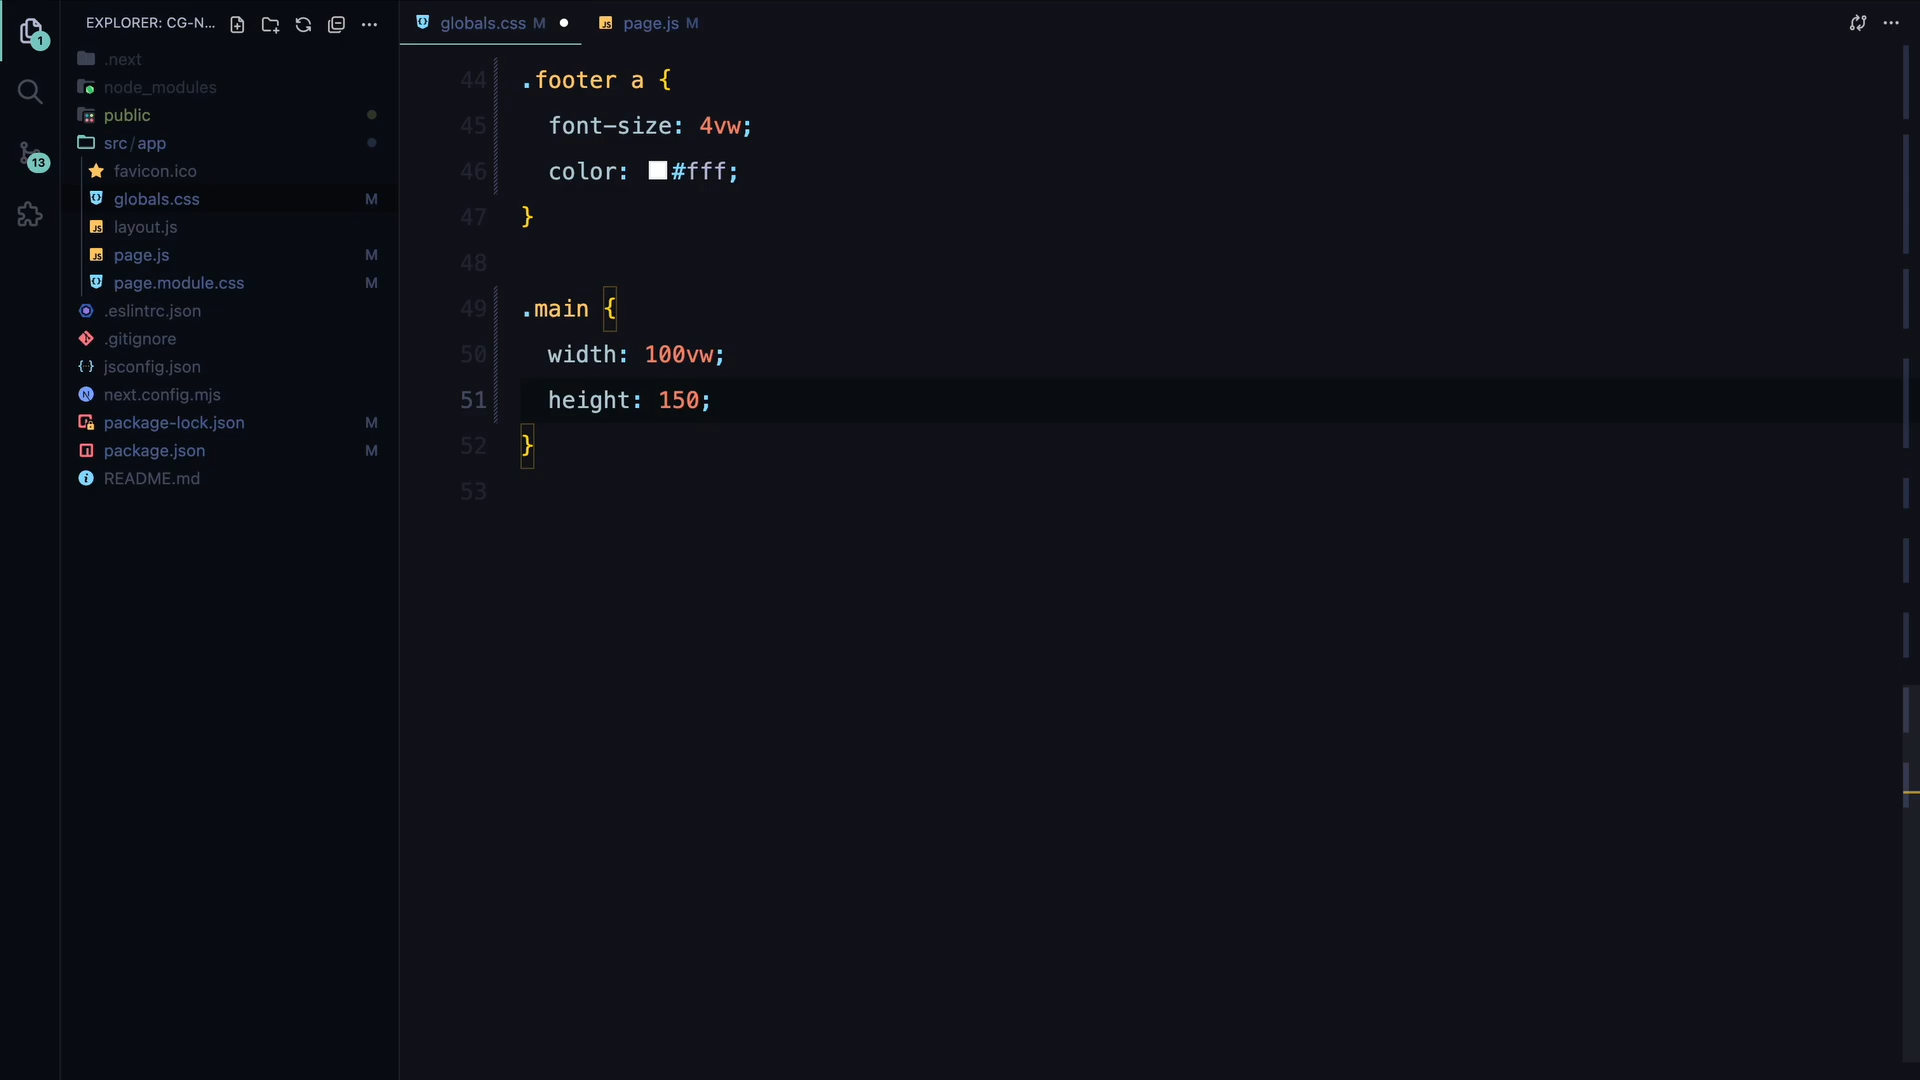 1
13
EXPLORER: CG-N...
.next
node_modules
public
src/app
favicon.ico
globals.css M
layout.js
page.js M
page.module.css M
.eslintrc.json
.gitignore
jsconfig.json
next.config.mjs
package-lock.json M
package.json M
README.md
globals.css M
page.js M
44 .footer a {
45 font-size: 4vw;
46 color: #fff;
47 }
48
49 .main {
50 width: 100vw;
51 height: 150;
52 }
53